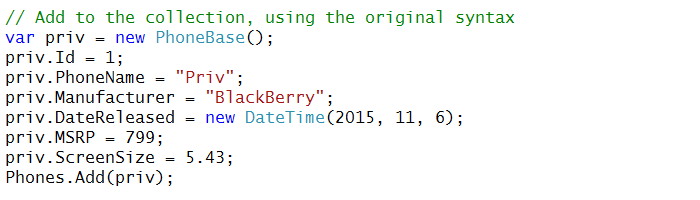 // Add to the collection, using the original syntax
var priv = new PhoneBase();
priv.Id = 1;
priv.PhoneName = "Priv";
priv.Manufacturer = "BlackBerry";
priv.DateReleased = new DateTime(2015, 11, 6);
priv.MSRP = 799;
priv.ScreenSize = 5.43;
Phones.Add(priv);